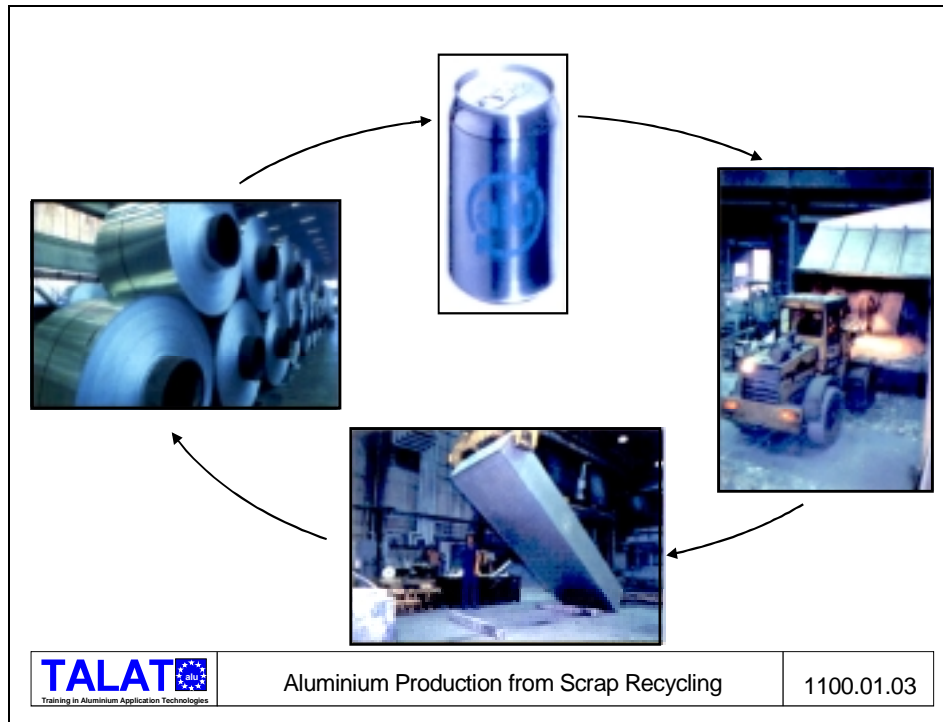 TALAT
alu
Training in Aluminium Application Technologies
Aluminium Production from Scrap Recycling
1100.01.03